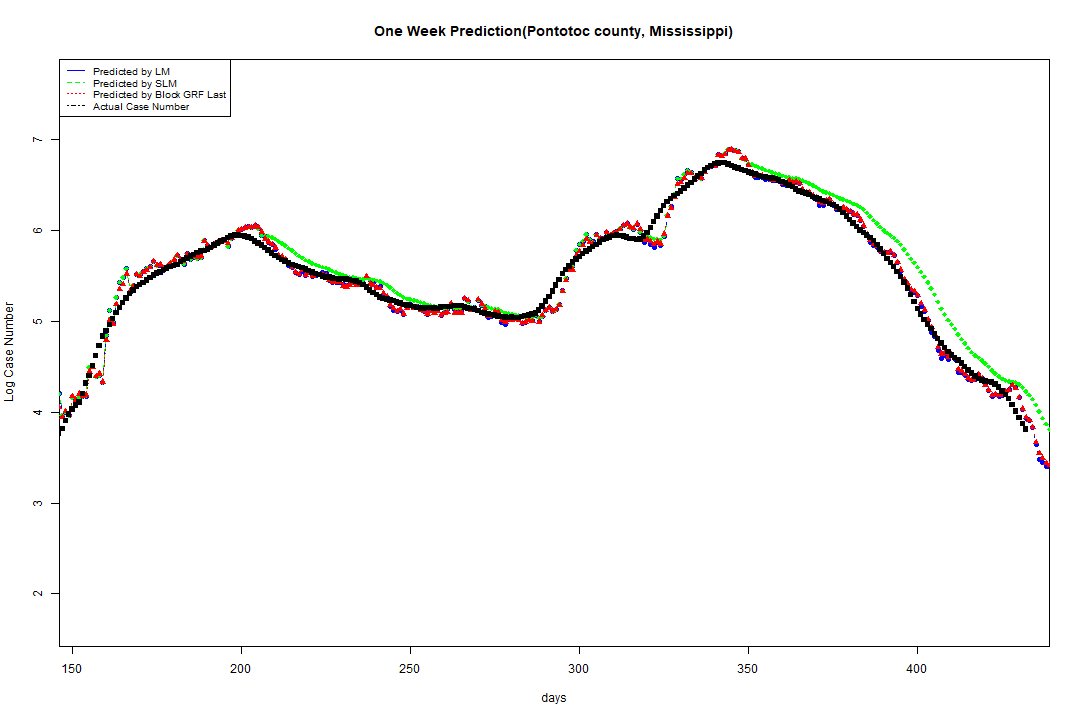 One Week Prediction(Pontotoc county, Mississippi)
Predicted by LM
Predicted by SLM
Predicted by Block GRF Last
Actual Case Number
7
6
5
4
3
2
Log Case Number
150 200 250 300 350 400
days